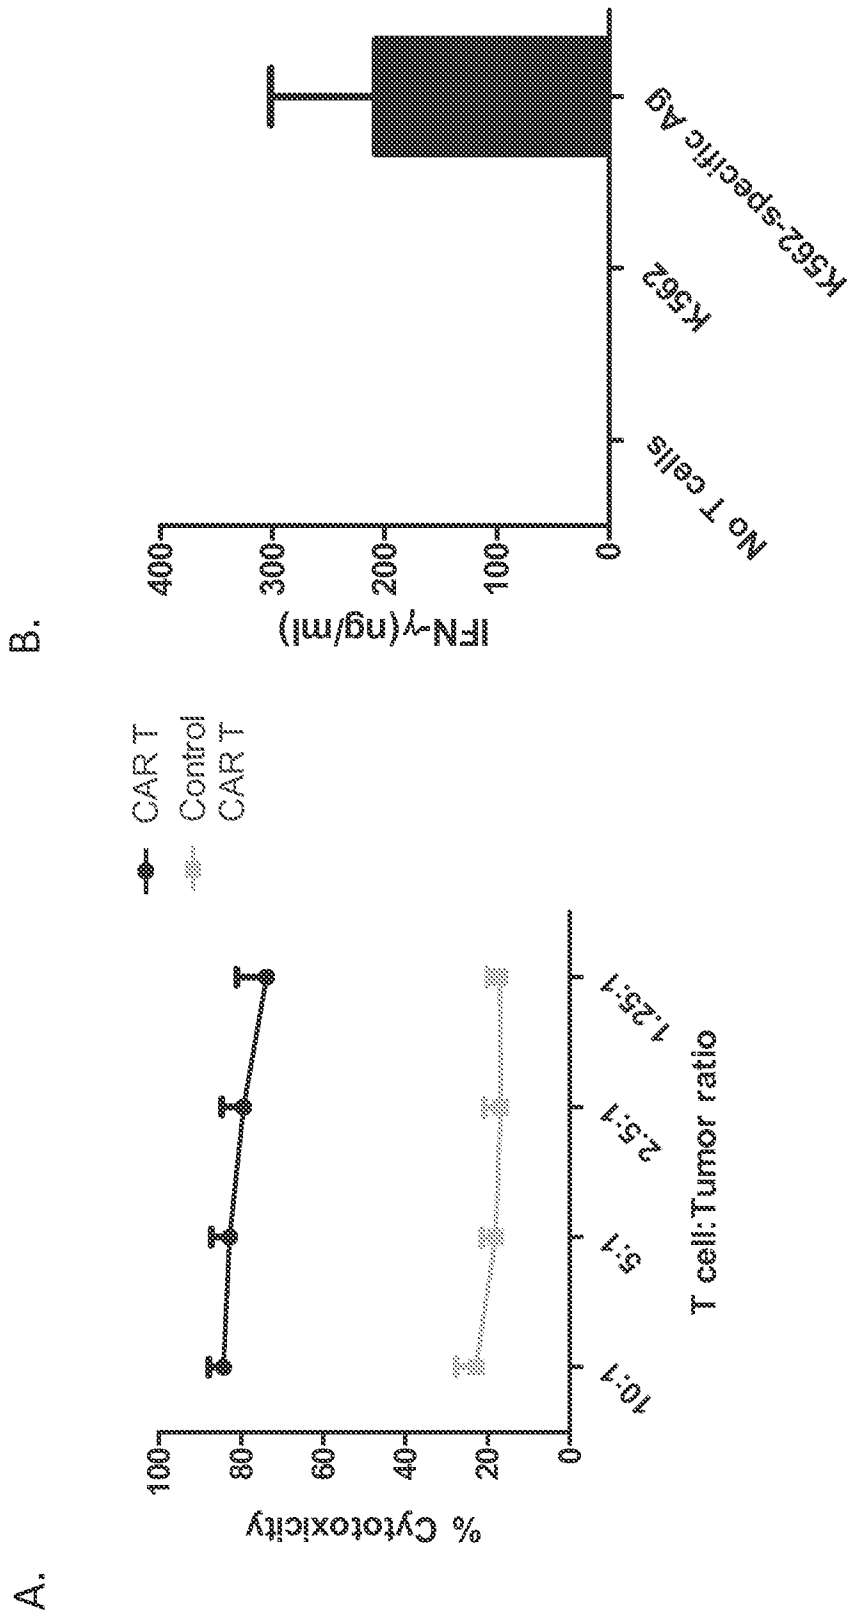 A.
% Cytotoxicity
100
80
60
40
20
0
10:1
5:1
2.5:1
1.25:1
T cell:Tumor ratio
CAR T
Control
CAR T
B.
IFN-γ(ng/ml)
400
300
200
100
0
No T cells
K562
K562-specific Ag